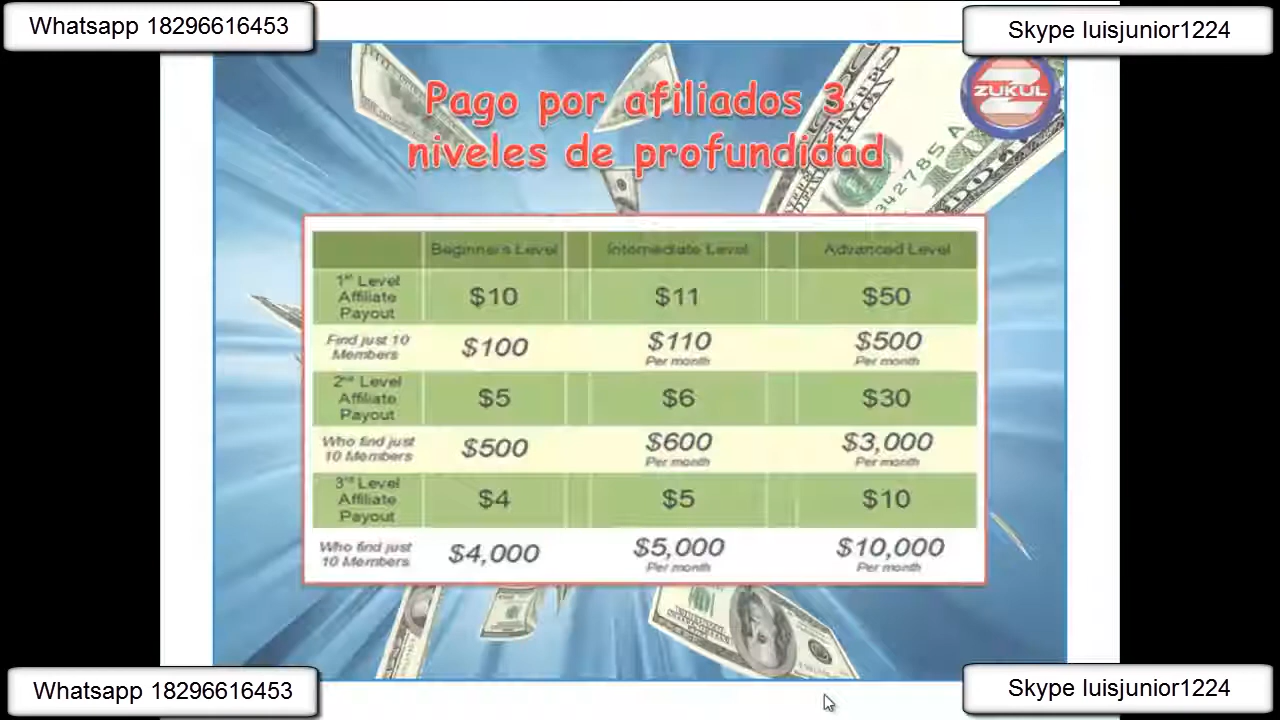 Whatsapp 18296616453
Skype luisjunior1224
Pago por afiliados 3
niveles de profundidad
ZUKUL
342785 A
Beginners Level Intermediate Level Advanced Level
1st Level
Affiliate
Payout
$10 $11 $50
Find just 10
Members
$100 $110 $500
Per month Per month
2nd Level
Affiliate
Payout
$5 $6 $30
Who find just
10 Members
$500 $600 $3,000
Per month Per month
3rd Level
Affiliate
Payout
$4 $5 $10
Who find just
10 Members
$4,000 $5,000 $10,000
Per month Per month
Whatsapp 18296616453
Skype luisjunior1224